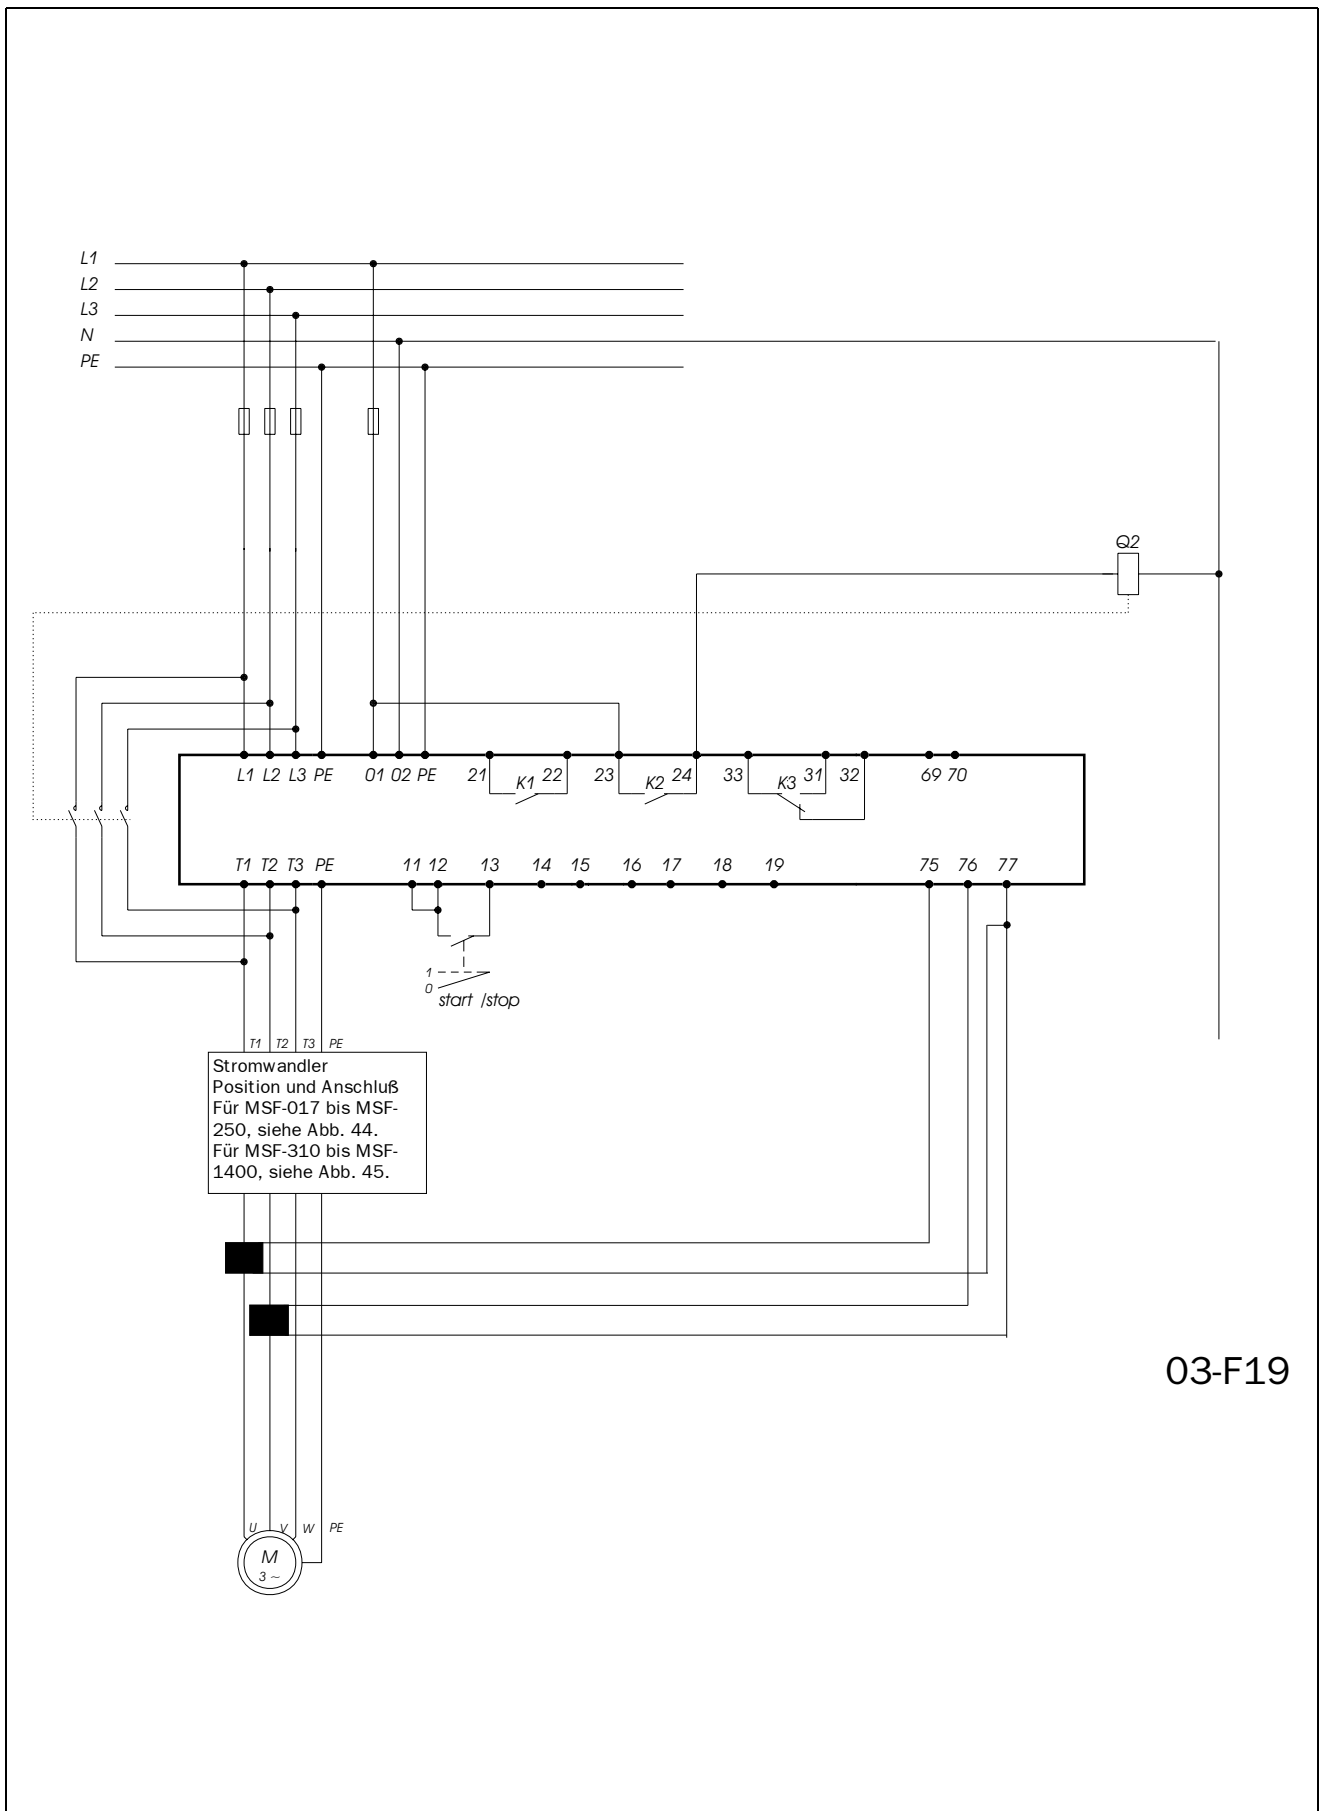 L1
L2
L3
N
PE
Q2
L1 L2 L3 PE 01 02 PE 21 K1 22 23 K2 24 33 K3 31 32 69 70
T1 T2 T3 PE 11 12 13 14 15 16 17 18 19 75 76 77
1
0
start /stop
T1 T2 T3 PE
Stromwandler
Position und Anschluß
Für MSF-017 bis MSF-
250, siehe Abb. 44.
Für MSF-310 bis MSF-
1400, siehe Abb. 45.
03-F19
U V W PE
M
3 ~